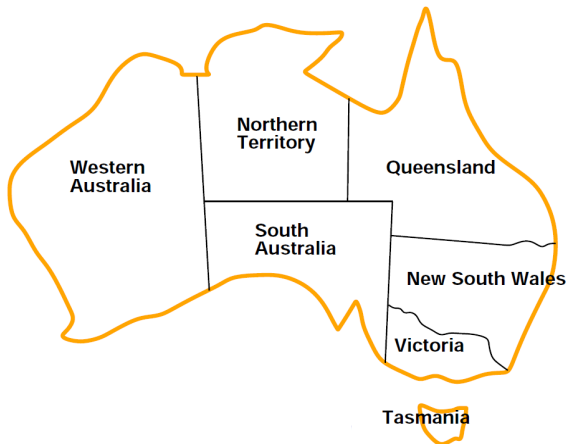 Northern
Territory
Western
Australia
Queensland
South
Australia
New South Wales
Victoria
Tasmania